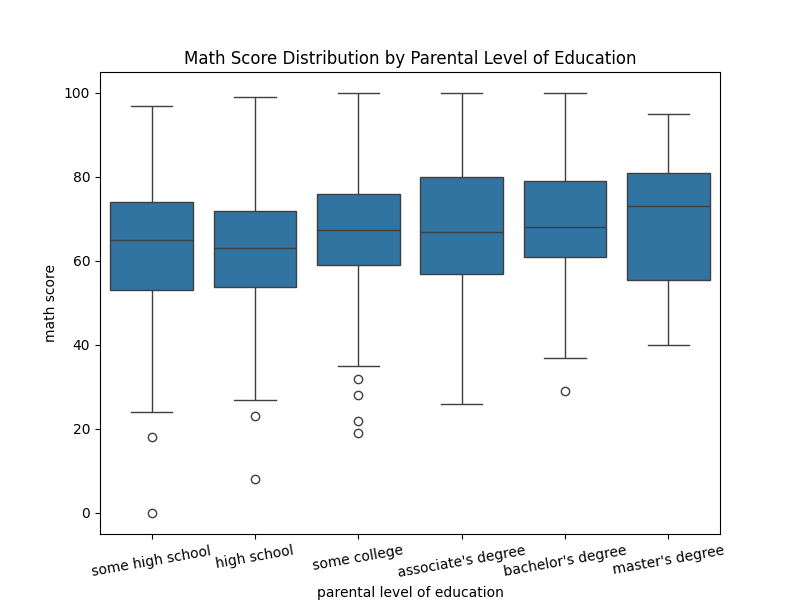 Math Score Distribution by Parental Level of Education
math score
100
80
60
40
20
0
some high school
high school
some college
associate's degree
bachelor's degree
master's degree
parental level of education